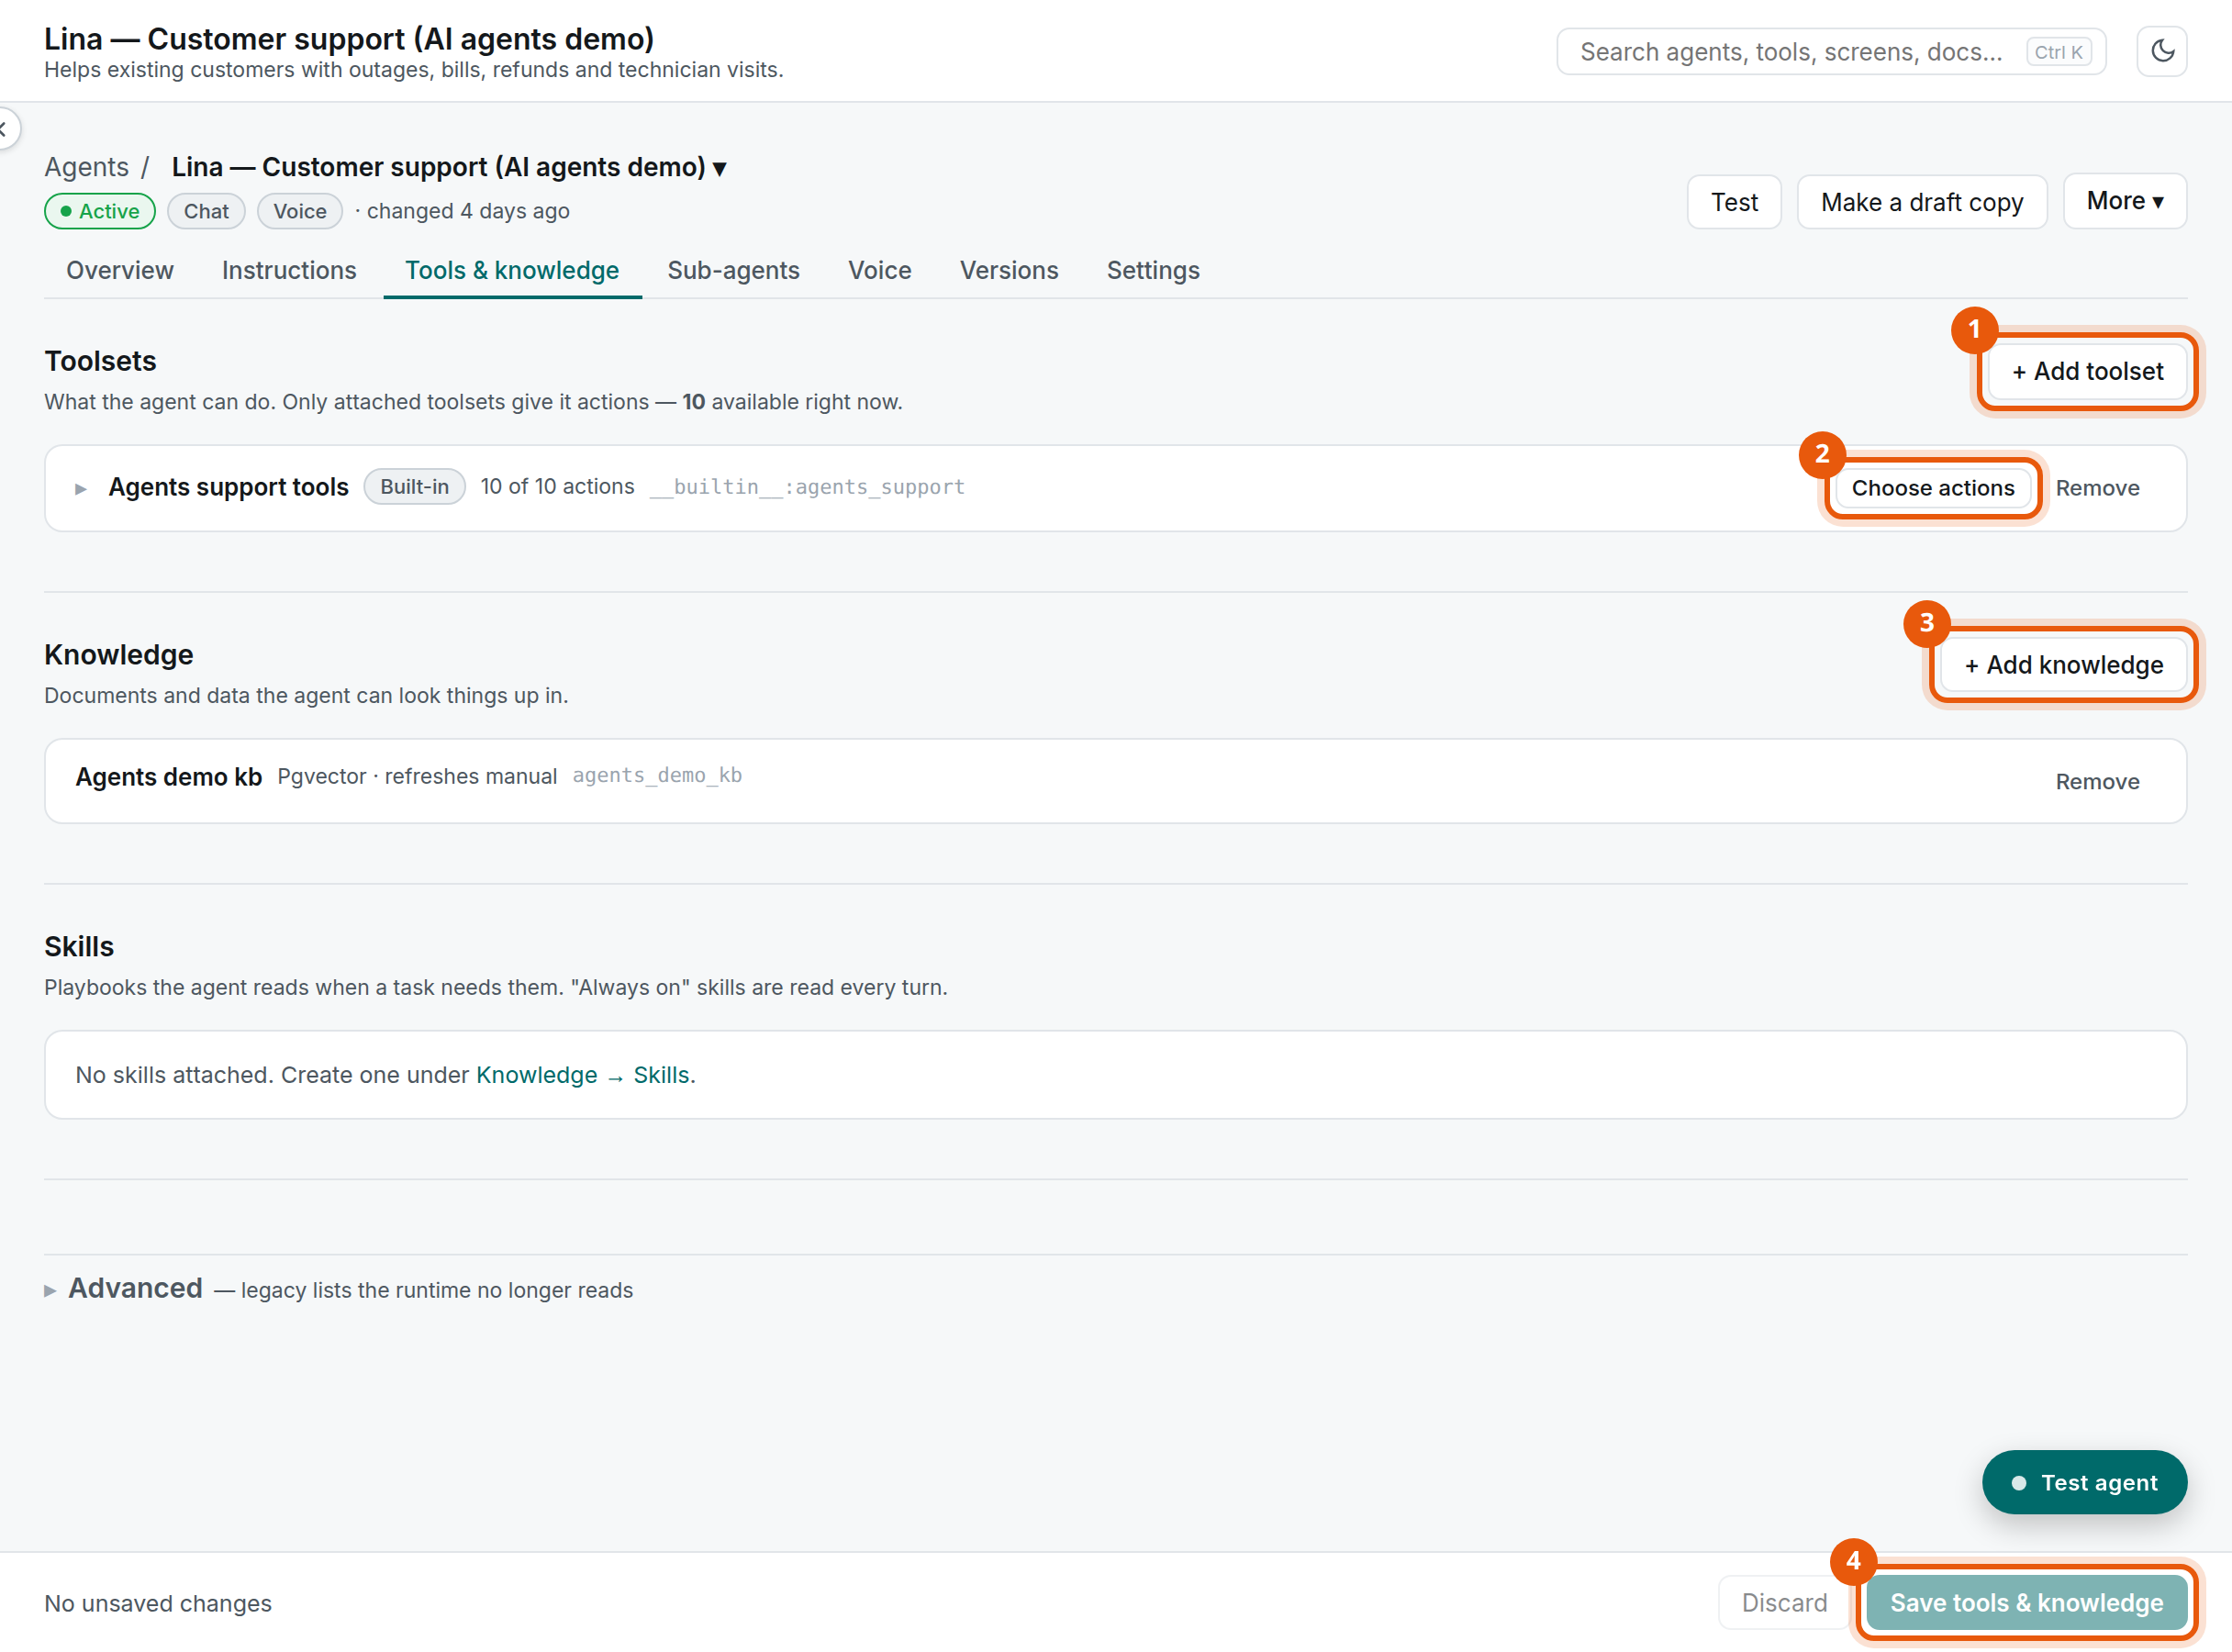 Lina — Customer support (AI agents demo)
Helps existing customers with outages, bills, refunds and technician visits.
Search agents, tools, screens, docs... Ctrl K
Agents / Lina — Customer support (AI agents demo) ▾
Active Chat Voice · changed 4 days ago
Test Make a draft copy More ▾
Overview Instructions Tools & knowledge Sub-agents Voice Versions Settings
1
Toolsets
+ Add toolset
What the agent can do. Only attached toolsets give it actions — 10 available right now.
2
▸ Agents support tools Built-in 10 of 10 actions __builtin__:agents_support Choose actions Remove
3
Knowledge
+ Add knowledge
Documents and data the agent can look things up in.
Agents demo kb Pgvector · refreshes manual agents_demo_kb Remove
Skills
Playbooks the agent reads when a task needs them. "Always on" skills are read every turn.
No skills attached. Create one under Knowledge → Skills.
▸ Advanced — legacy lists the runtime no longer reads
Test agent
4
No unsaved changes Discard Save tools & knowledge